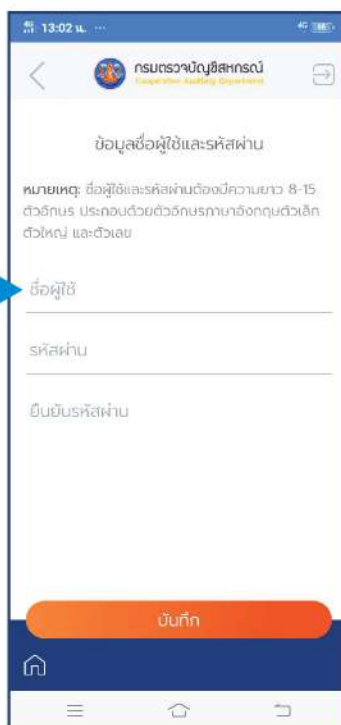 13:02 น. ...
4G
กรมตรวจบัญชีสหกรณ์
Cooperative Auditing Department
ข้อมูลชื่อผู้ใช้และรหัสผ่าน
หมายเหตุ: ชื่อผู้ใช้และรหัสผ่านต้องมีความยาว 8-15
ตัวอักษร ประกอบด้วยตัวอักษรภาษาอังกฤษตัวเล็ก
ตัวใหญ่ และตัวเลข
ชื่อผู้ใช้
รหัสผ่าน
ยืนยันรหัสผ่าน
บันทึก